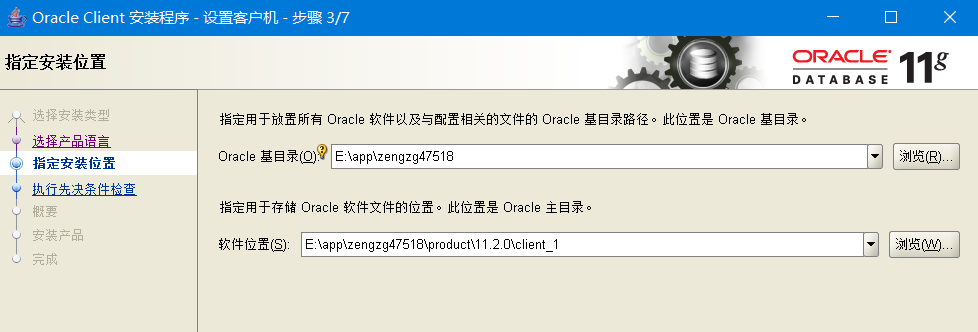 Oracle Client 安装程序 - 设置客户机 - 步骤 3/7
指定安装位置
ORACLE
DATABASE 11g
选择安装类型
选择产品语言
指定安装位置
执行先决条件检查
概要
安装产品
完成
指定用于放置所有 Oracle 软件以及与配置相关的文件的 Oracle 基目录路径。此位置是 Oracle 基目录。
Oracle 基目录(O): E:\app\zengzg47518 浏览(R)...
指定用于存储 Oracle 软件文件的位置。此位置是 Oracle 主目录。
软件位置(S): E:\app\zengzg47518\product\11.2.0\client_1 浏览(W)...